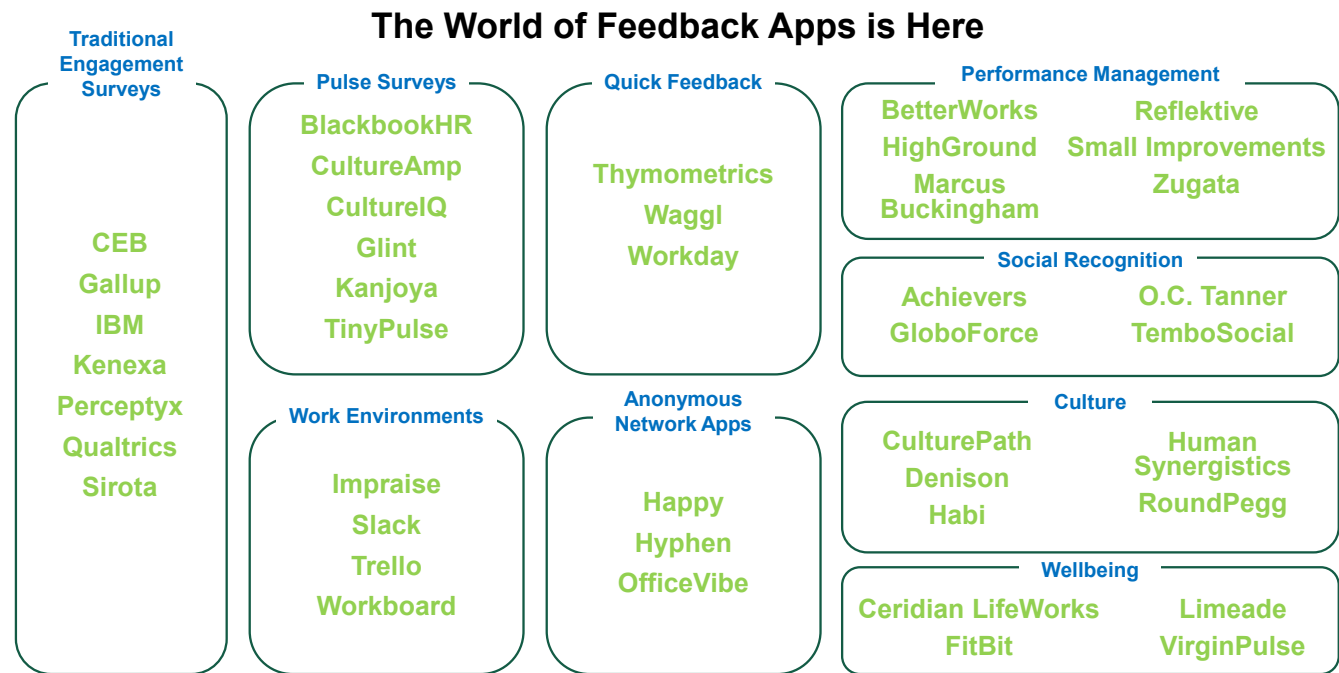 The World of Feedback Apps is Here
Traditional
Engagement
Surveys
CEB
Gallup
IBM
Kenexa
Perceptyx
Qualtrics
Sirota
Pulse Surveys
BlackbookHR
CultureAmp
CultureIQ
Glint
Kanjoya
TinyPulse
Quick Feedback
Thymometrics
Waggl
Workday
Work Environments
Impraise
Slack
Trello
Workboard
Anonymous
Network Apps
Happy
Hyphen
OfficeVibe
Performance Management
BetterWorks
HighGround
Marcus
Buckingham
Reflektive
Small Improvements
Zugata
Social Recognition
Achievers
GloboForce
O.C. Tanner
TemboSocial
Culture
CulturePath
Denison
Habi
Human
Synergistics
RoundPegg
Wellbeing
Ceridian LifeWorks
FitBit
Limeade
VirginPulse